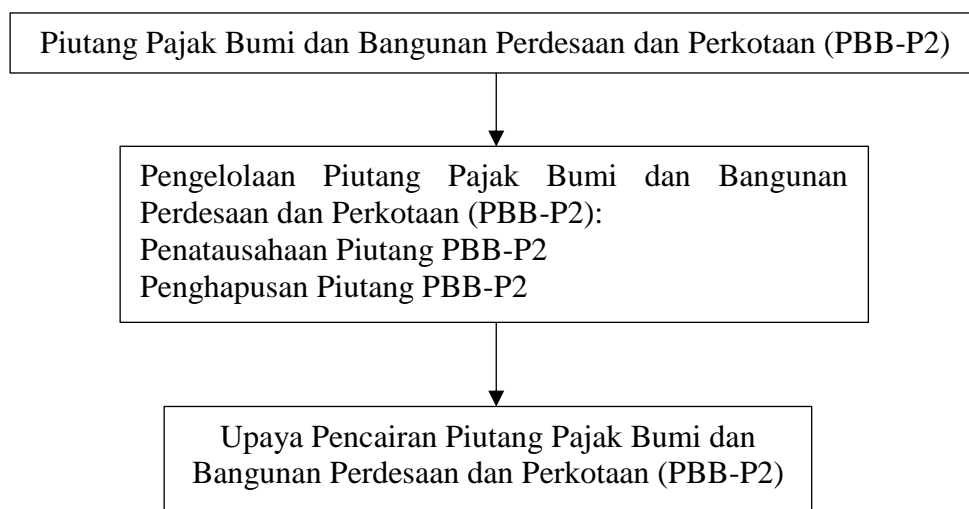 Piutang Pajak Bumi dan Bangunan Perdesaan dan Perkotaan (PBB-P2)
Pengelolaan Piutang Pajak Bumi dan Bangunan
Perdesaan dan Perkotaan (PBB-P2):
Penatausahaan Piutang PBB-P2
Penghapusan Piutang PBB-P2
Upaya Pencairan Piutang Pajak Bumi dan
Bangunan Perdesaan dan Perkotaan (PBB-P2)